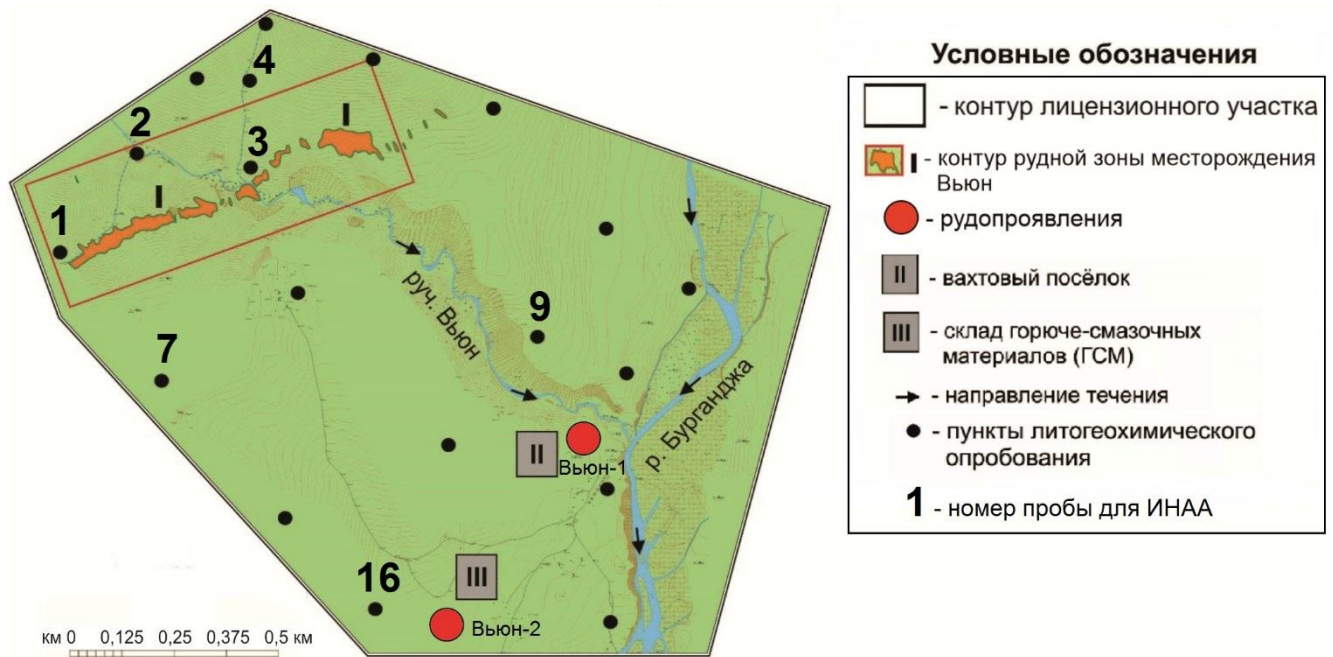 4
2
I
3
I
1
руч. Вьюн
9
7
р. Бурганджа
II
Вьюн-1
III
16
Вьюн-2
км 0 0,125 0,25 0,375 0,5 км
Условные обозначения
- контур лицензионного участка
I - контур рудной зоны месторождения
Вьюн
- рудопроявления
II - вахтовый посёлок
III - склад горюче-смазочных
материалов (ГСМ)
- направление течения
- пункты литогеохимического
опробования
1 - номер пробы для ИНАА